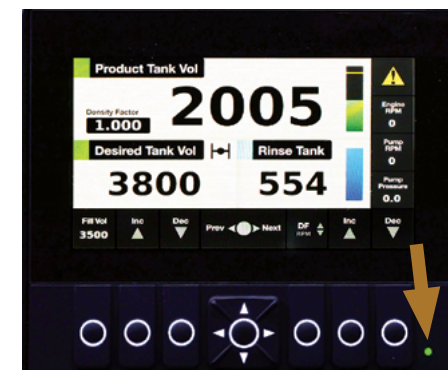 Product Tank Vol
Density Factor
1.000
2005
Engine
RPM
0
Desired Tank Vol
Rinse Tank
Pump
RPM
0
3800
554
Pump
Pressure
0.0
Fill Vol
3500
Inc
Dec
Prev
Next
DF
RPM
Inc
Dec